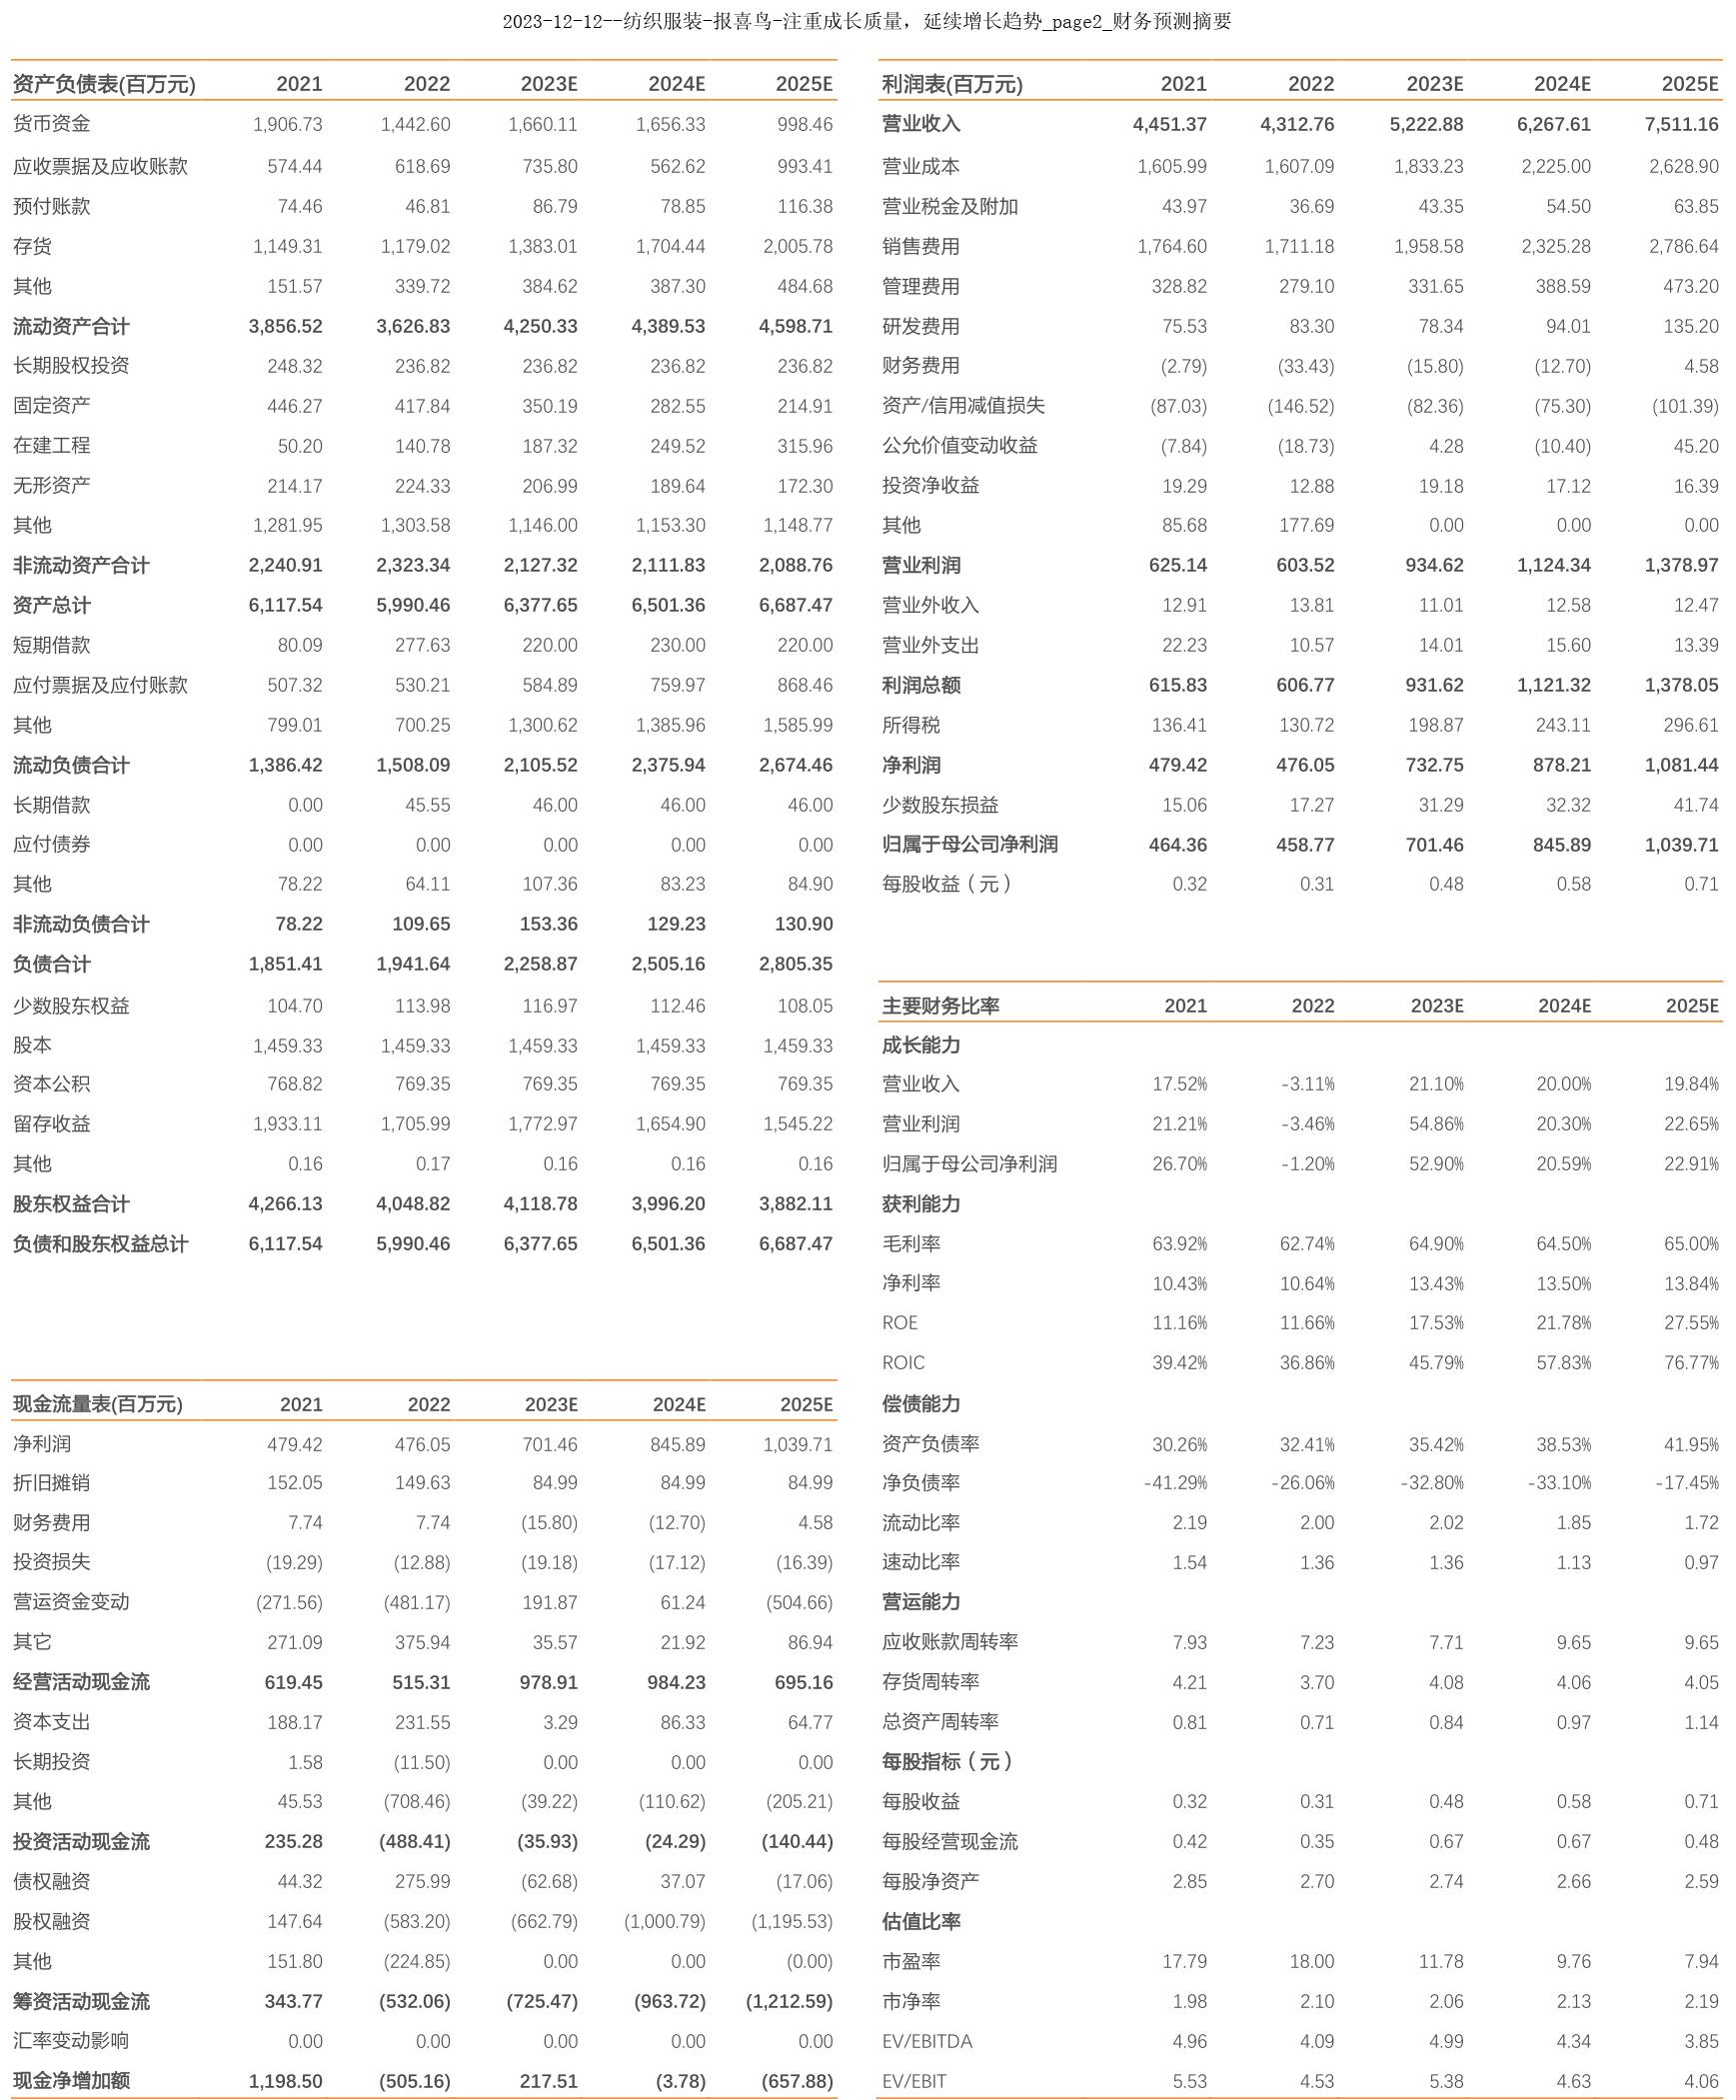 2023-12-12--纺织服装-报喜鸟-注重成长质量，延续增长趋势_page2_财务预测摘要
资产负债表(百万元) 2021 2022 2023E 2024E 2025E
货币资金 1,906.73 1,442.60 1,660.11 1,656.33 998.46
应收票据及应收账款 574.44 618.69 735.80 562.62 993.41
预付账款 74.46 46.81 86.79 78.85 116.38
存货 1,149.31 1,179.02 1,383.01 1,704.44 2,005.78
其他 151.57 339.72 384.62 387.30 484.68
流动资产合计 3,856.52 3,626.83 4,250.33 4,389.53 4,598.71
长期股权投资 248.32 236.82 236.82 236.82 236.82
固定资产 446.27 417.84 350.19 282.55 214.91
在建工程 50.20 140.78 187.32 249.52 315.96
无形资产 214.17 224.33 206.99 189.64 172.30
其他 1,281.95 1,303.58 1,146.00 1,153.30 1,148.77
非流动资产合计 2,240.91 2,323.34 2,127.32 2,111.83 2,088.76
资产总计 6,117.54 5,990.46 6,377.65 6,501.36 6,687.47
短期借款 80.09 277.63 220.00 230.00 220.00
应付票据及应付账款 507.32 530.21 584.89 759.97 868.46
其他 799.01 700.25 1,300.62 1,385.96 1,585.99
流动负债合计 1,386.42 1,508.09 2,105.52 2,375.94 2,674.46
长期借款 0.00 45.55 46.00 46.00 46.00
应付债券 0.00 0.00 0.00 0.00 0.00
其他 78.22 64.11 107.36 83.23 84.90
非流动负债合计 78.22 109.65 153.36 129.23 130.90
负债合计 1,851.41 1,941.64 2,258.87 2,505.16 2,805.35
少数股东权益 104.70 113.98 116.97 112.46 108.05
股本 1,459.33 1,459.33 1,459.33 1,459.33 1,459.33
资本公积 768.82 769.35 769.35 769.35 769.35
留存收益 1,933.11 1,705.99 1,772.97 1,654.90 1,545.22
其他 0.16 0.17 0.16 0.16 0.16
股东权益合计 4,266.13 4,048.82 4,118.78 3,996.20 3,882.11
负债和股东权益总计 6,117.54 5,990.46 6,377.65 6,501.36 6,687.47
现金流量表(百万元) 2021 2022 2023E 2024E 2025E
净利润 479.42 476.05 701.46 845.89 1,039.71
折旧摊销 152.05 149.63 84.99 84.99 84.99
财务费用 7.74 7.74 (15.80) (12.70) 4.58
投资损失 (19.29) (12.88) (19.18) (17.12) (16.39)
营运资金变动 (271.56) (481.17) 191.87 61.24 (504.66)
其它 271.09 375.94 35.57 21.92 86.94
经营活动现金流 619.45 515.31 978.91 984.23 695.16
资本支出 188.17 231.55 3.29 86.33 64.77
长期投资 1.58 (11.50) 0.00 0.00 0.00
其他 45.53 (708.46) (39.22) (110.62) (205.21)
投资活动现金流 235.28 (488.41) (35.93) (24.29) (140.44)
债权融资 44.32 275.99 (62.68) 37.07 (17.06)
股权融资 147.64 (583.20) (662.79) (1,000.79) (1,195.53)
其他 151.80 (224.85) 0.00 0.00 (0.00)
筹资活动现金流 343.77 (532.06) (725.47) (963.72) (1,212.59)
汇率变动影响 0.00 0.00 0.00 0.00 0.00
现金净增加额 1,198.50 (505.16) 217.51 (3.78) (657.88)
利润表(百万元) 2021 2022 2023E 2024E 2025E
营业收入 4,451.37 4,312.76 5,222.88 6,267.61 7,511.16
营业成本 1,605.99 1,607.09 1,833.23 2,225.00 2,628.90
营业税金及附加 43.97 36.69 43.35 54.50 63.85
销售费用 1,764.60 1,711.18 1,958.58 2,325.28 2,786.64
管理费用 328.82 279.10 331.65 388.59 473.20
研发费用 75.53 83.30 78.34 94.01 135.20
财务费用 (2.79) (33.43) (15.80) (12.70) 4.58
资产/信用减值损失 (87.03) (146.52) (82.36) (75.30) (101.39)
公允价值变动收益 (7.84) (18.73) 4.28 (10.40) 45.20
投资净收益 19.29 12.88 19.18 17.12 16.39
其他 85.68 177.69 0.00 0.00 0.00
营业利润 625.14 603.52 934.62 1,124.34 1,378.97
营业外收入 12.91 13.81 11.01 12.58 12.47
营业外支出 22.23 10.57 14.01 15.60 13.39
利润总额 615.83 606.77 931.62 1,121.32 1,378.05
所得税 136.41 130.72 198.87 243.11 296.61
净利润 479.42 476.05 732.75 878.21 1,081.44
少数股东损益 15.06 17.27 31.29 32.32 41.74
归属于母公司净利润 464.36 458.77 701.46 845.89 1,039.71
每股收益（元） 0.32 0.31 0.48 0.58 0.71
主要财务比率 2021 2022 2023E 2024E 2025E
成长能力
营业收入 17.52% -3.11% 21.10% 20.00% 19.84%
营业利润 21.21% -3.46% 54.86% 20.30% 22.65%
归属于母公司净利润 26.70% -1.20% 52.90% 20.59% 22.91%
获利能力
毛利率 63.92% 62.74% 64.90% 64.50% 65.00%
净利率 10.43% 10.64% 13.43% 13.50% 13.84%
ROE 11.16% 11.66% 17.53% 21.78% 27.55%
ROIC 39.42% 36.86% 45.79% 57.83% 76.77%
偿债能力
资产负债率 30.26% 32.41% 35.42% 38.53% 41.95%
净负债率 -41.29% -26.06% -32.80% -33.10% -17.45%
流动比率 2.19 2.00 2.02 1.85 1.72
速动比率 1.54 1.36 1.36 1.13 0.97
营运能力
应收账款周转率 7.93 7.23 7.71 9.65 9.65
存货周转率 4.21 3.70 4.08 4.06 4.05
总资产周转率 0.81 0.71 0.84 0.97 1.14
每股指标（元）
每股收益 0.32 0.31 0.48 0.58 0.71
每股经营现金流 0.42 0.35 0.67 0.67 0.48
每股净资产 2.85 2.70 2.74 2.66 2.59
估值比率
市盈率 17.79 18.00 11.78 9.76 7.94
市净率 1.98 2.10 2.06 2.13 2.19
EV/EBITDA 4.96 4.09 4.99 4.34 3.85
EV/EBIT 5.53 4.53 5.38 4.63 4.06